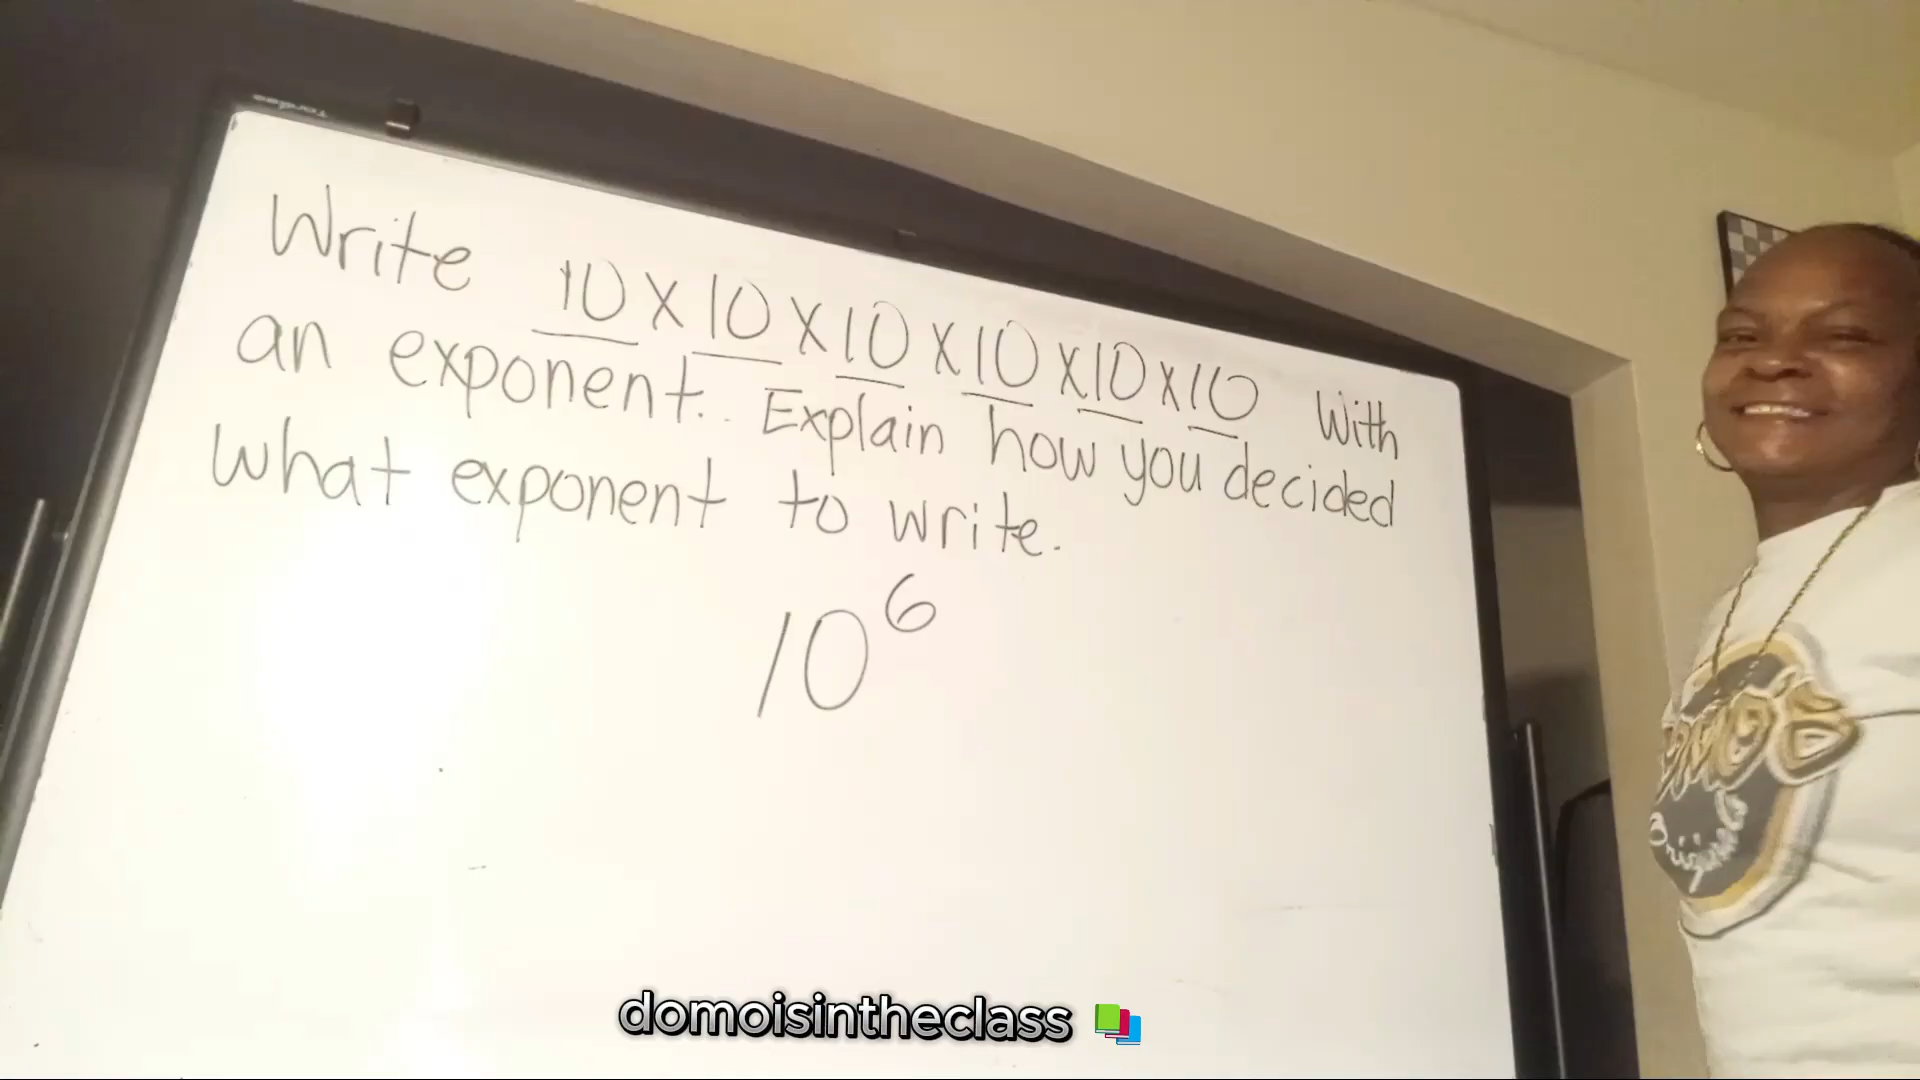 Write 10 x 10 x 10 x 10 x 10 x 10 With
an exponent. Explain how you decided
what exponent to write.
10⁶
domoisintheclass